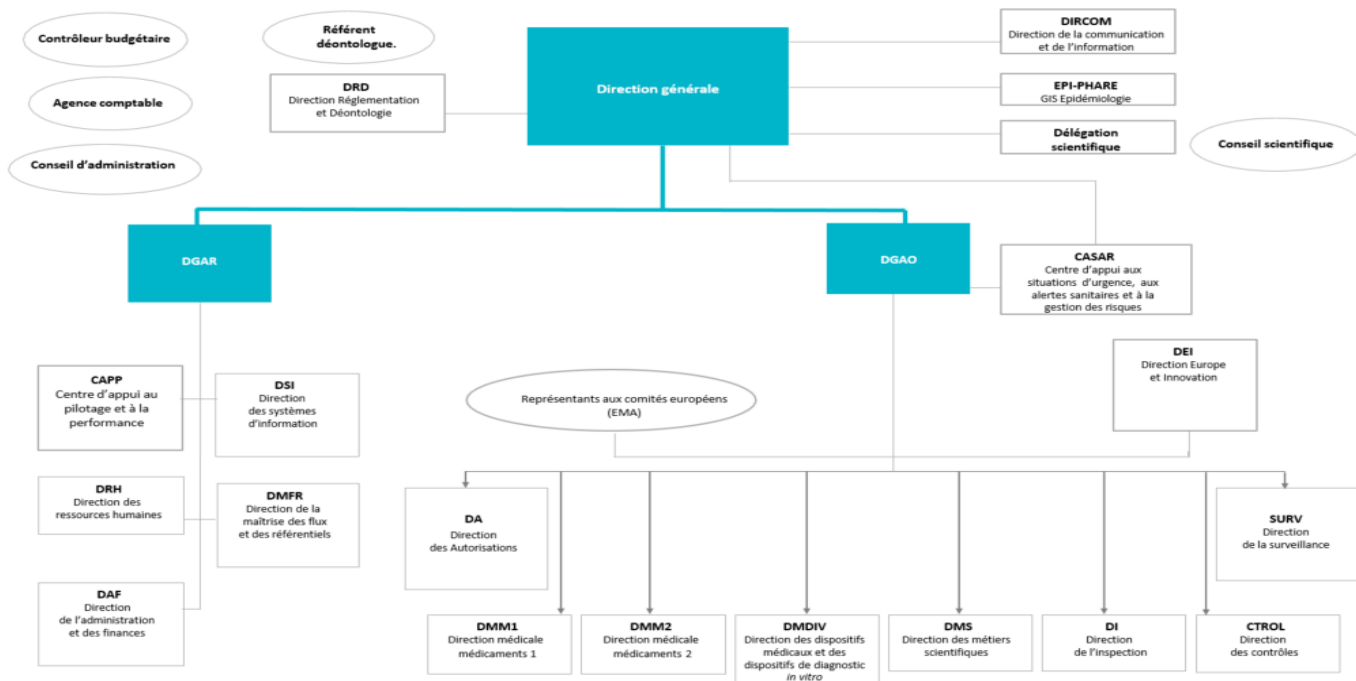 Contrôleur budgétaire
Référent
déontologue.
DIRCOM
Direction de la communication
et de l'information
Agence comptable
DRD
Direction Réglementation
et Déontologie
Direction générale
EPI-PHARE
GIS Epidémiologie
Conseil d'administration
Délégation
scientifique
Conseil scientifique
DGAR
DGAO
CASAR
Centre d'appui aux
situations d'urgence, aux
alertes sanitaires et à la
gestion des risques
CAPP
Centre d'appui au
pilotage et à la
performance
DSI
Direction
des systèmes
d'information
Représentants aux comités européens
(EMA)
DEI
Direction Europe
et Innovation
DRH
Direction des
ressources humaines
DMFR
Direction de la
maîtrise des flux
et des référentiels
DA
Direction
des Autorisations
SURV
Direction
de la surveillance
DAF
Direction
de l'administration
et des finances
DMM1
Direction médicale
médicaments 1
DMM2
Direction médicale
médicaments 2
DMDIV
Direction des dispositifs
médicaux et des
dispositifs de diagnostic
in vitro
DMS
Direction des métiers
scientifiques
DI
Direction
de l'inspection
CTROL
Direction
des contrôles